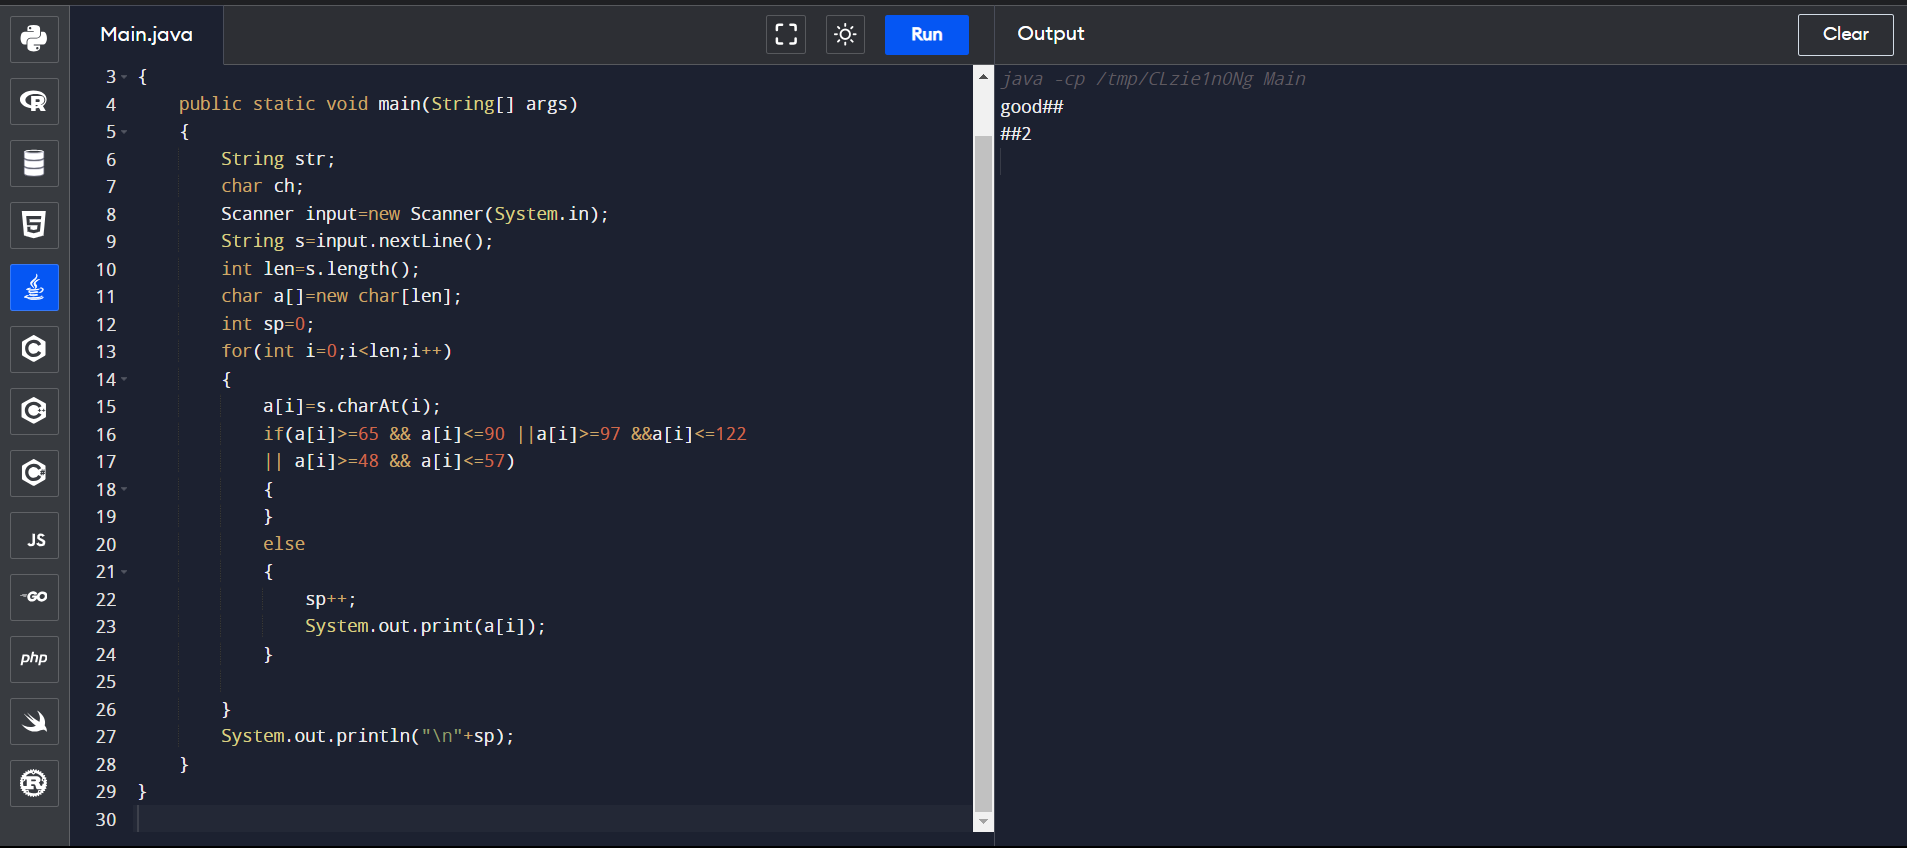 Main.java
Run
Output
Clear
3 {
4 public static void main(String[] args)
5 {
6 String str;
7 char ch;
8 Scanner input=new Scanner(System.in);
9 String s=input.nextLine();
10 int len=s.length();
11 char a[]=new char[len];
12 int sp=0;
13 for(int i=0;i<len;i++)
14 {
15 a[i]=s.charAt(i);
16 if(a[i]>=65 && a[i]<=90 ||a[i]>=97 &&a[i]<=122
17 || a[i]>=48 && a[i]<=57)
18 {
19 }
20 else
21 {
22 sp++;
23 System.out.print(a[i]);
24 }
25
26 }
27 System.out.println("\n"+sp);
28 }
29 }
30
java -cp /tmp/CLzie1nONg Main
good##
##2
R
5
C
C++
C#
JS
GO
php
R